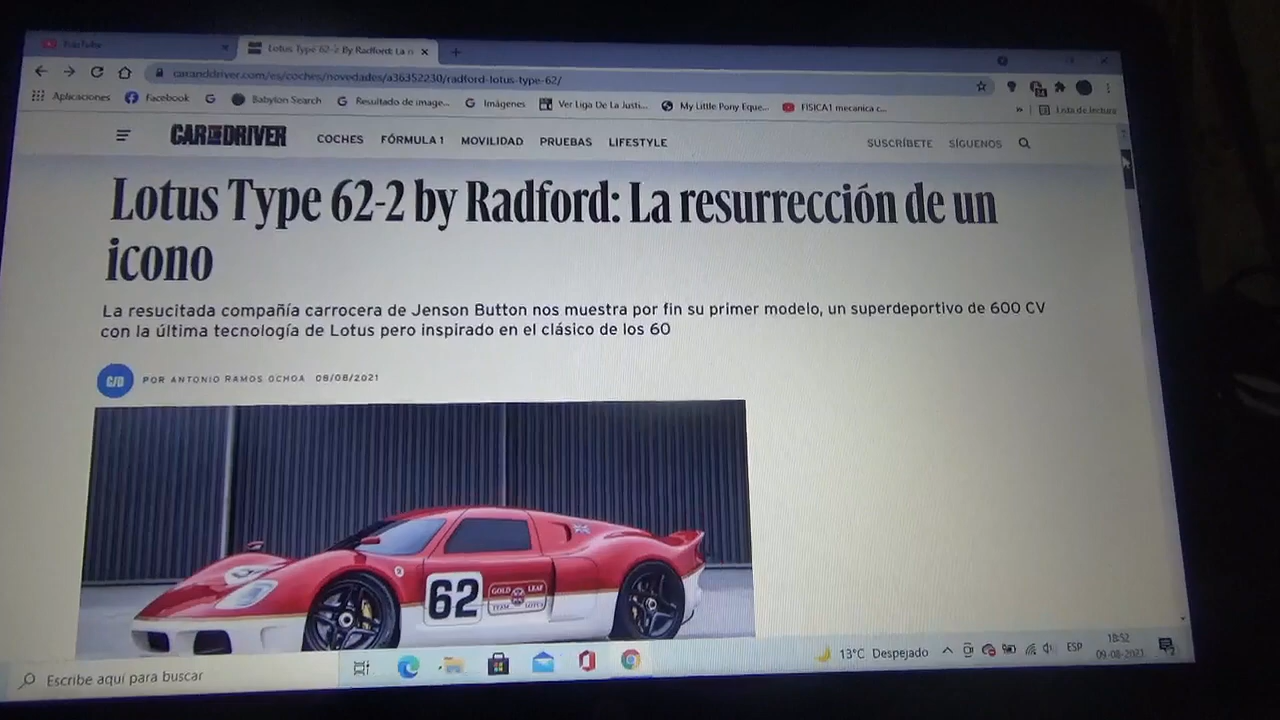 YouTube
Lotus Type 62-2 By Radford: La r
caranddriver.com/es/coches/novedades/a36352230/radford-lotus-type-62/
Aplicaciones Facebook Babylon Search Resultado de image... Imágenes Ver Liga De La Justi... My Little Pony Eque... FISICA1 mecanica c... » Lista de lectura
CAR AND DRIVER COCHES FÓRMULA 1 MOVILIDAD PRUEBAS LIFESTYLE SUSCRÍBETE SÍGUENOS
Lotus Type 62-2 by Radford: La resurrección de un
icono
La resucitada compañía carrocera de Jenson Button nos muestra por fin su primer modelo, un superdeportivo de 600 CV
con la última tecnología de Lotus pero inspirado en el clásico de los 60
C/D POR ANTONIO RAMOS OCHOA 08/08/2021
62
GOLD LEAF
TEAM LOTUS
Escribe aquí para buscar
13°C Despejado
ESP
18:52
09-08-2021